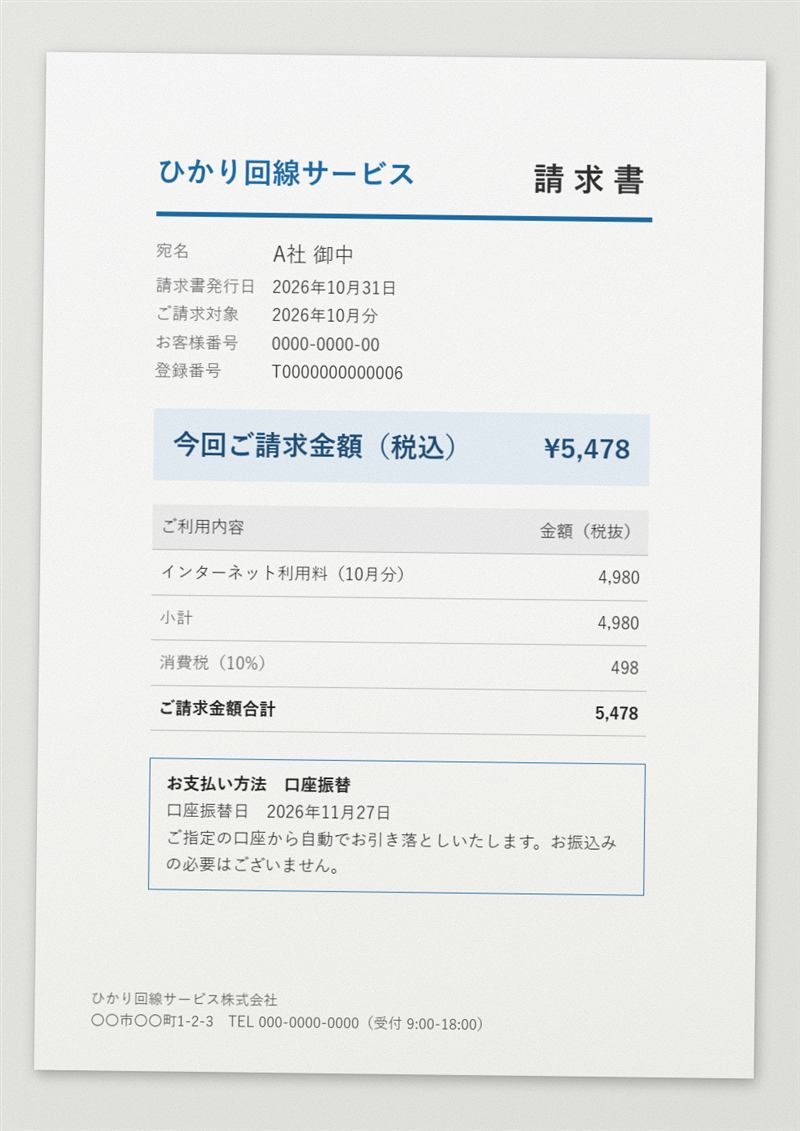 ひかり回線サービス
請求書
宛名 A社 御中
請求書発行日 2026年10月31日
ご請求対象 2026年10月分
お客様番号 0000-0000-00
登録番号 T0000000000006
今回ご請求金額（税込） ¥5,478
ご利用内容 金額（税抜）
インターネット利用料（10月分） 4,980
小計 4,980
消費税（10%） 498
ご請求金額合計 5,478
お支払い方法　口座振替
口座振替日　2026年11月27日
ご指定の口座から自動でお引き落としいたします。お振込み
の必要はございません。
ひかり回線サービス株式会社
〇〇市〇〇町1-2-3　TEL 000-0000-0000（受付 9:00-18:00）